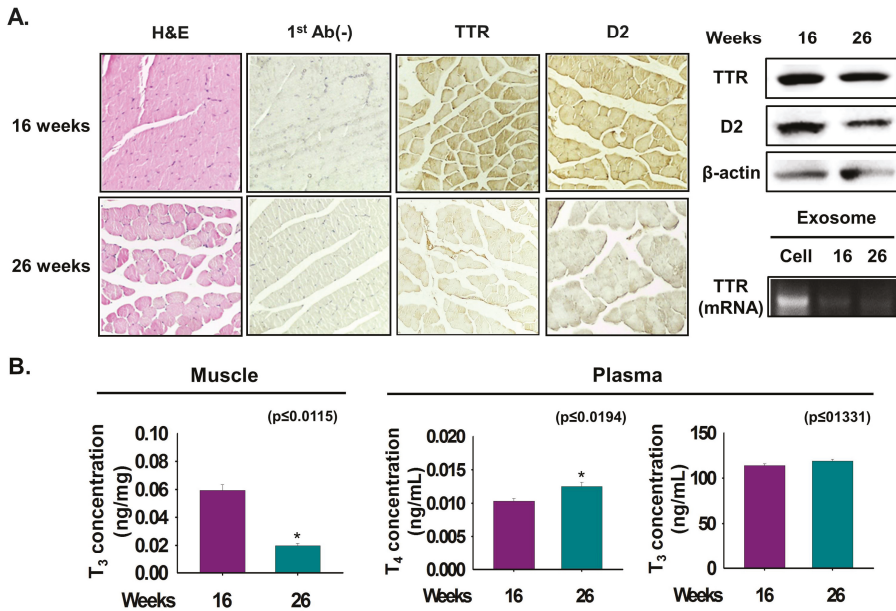 A.
H&E 1st Ab(-) TTR D2
16 weeks
26 weeks
Weeks 16 26
TTR
D2
β-actin
Exosome
Cell 16 26
TTR
(mRNA)
B.
Muscle
(p≤0.0115)
T3 concentration
(ng/mg)
0.10
0.08
0.06
0.04
0.02
0.00
*
Weeks 16 26
Plasma
(p≤0.0194)
T4 concentration
(ng/mL)
0.020
0.015
0.010
0.005
0.000
*
Weeks 16 26
(p≤01331)
T3 concentration
(ng/mL)
150
100
50
0
Weeks 16 26